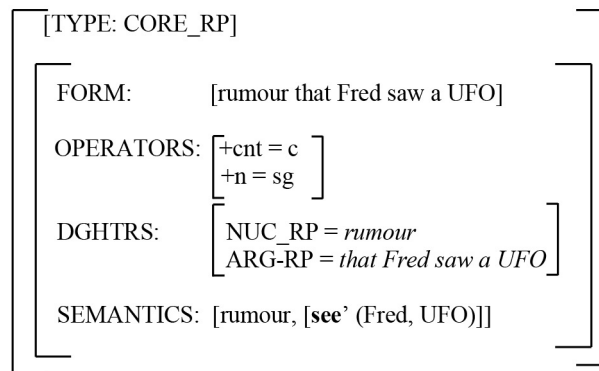 [TYPE: CORE_RP]
FORM: [rumour that Fred saw a UFO]
OPERATORS: +cnt = c
+n = sg
DGHTRS: NUC_RP = rumour
ARG-RP = that Fred saw a UFO
SEMANTICS: [rumour, [see’ (Fred, UFO)]]